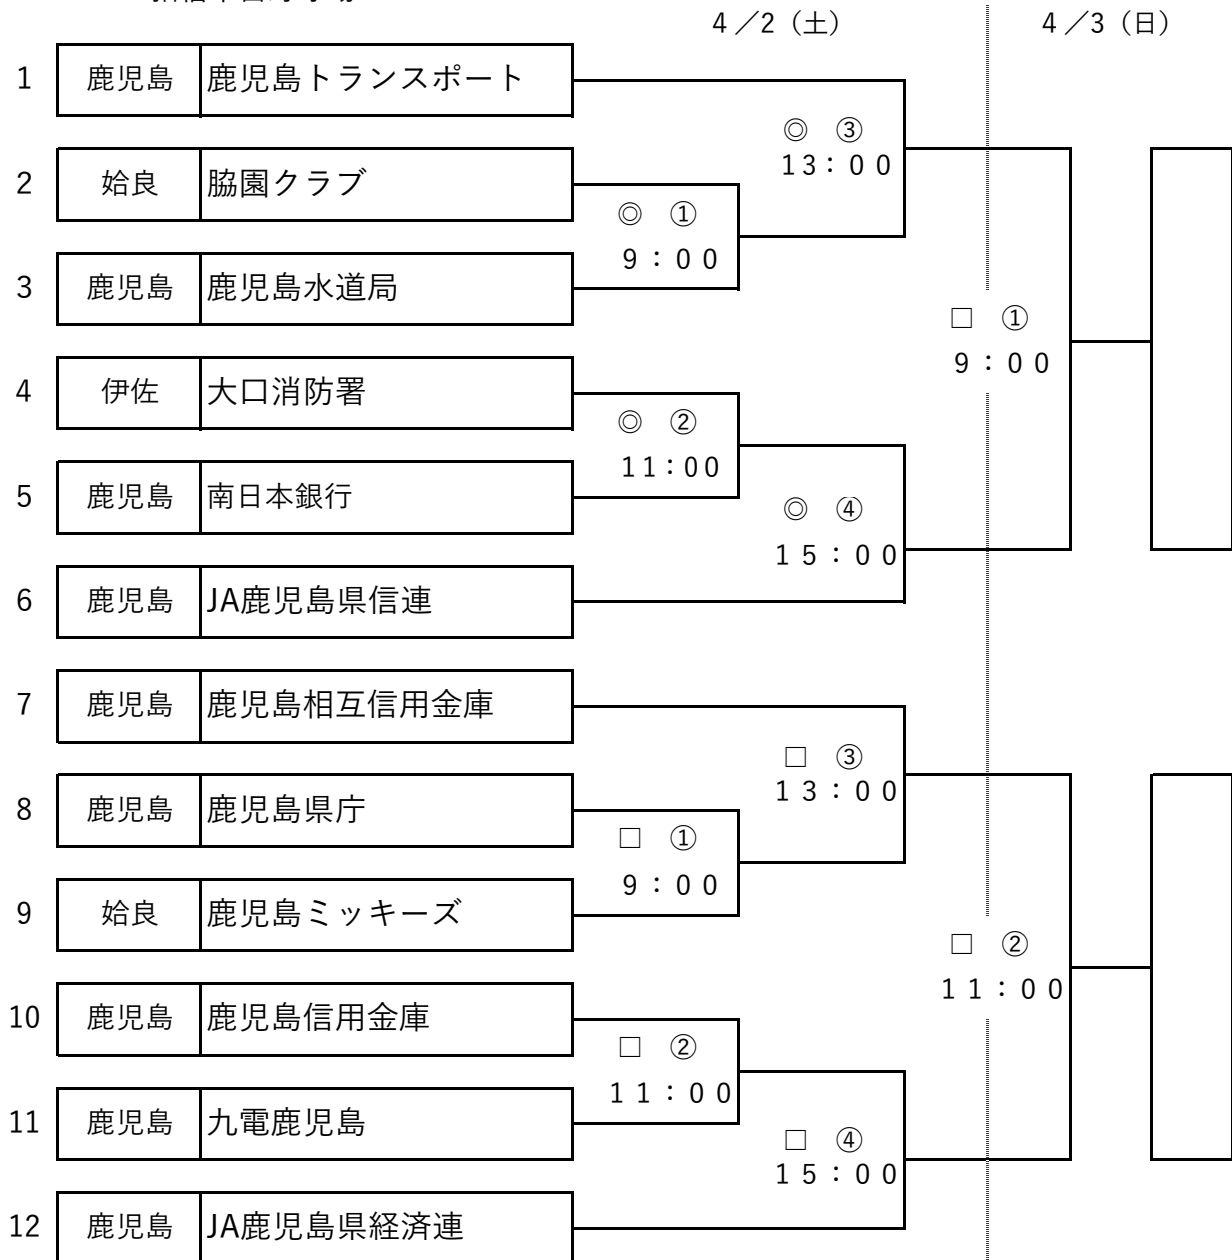 4／2（土） 4／3（日）
1 鹿児島 鹿児島トランスポート
◎ ③
13：00
2 姶良 脇園クラブ
◎ ①
9：00
3 鹿児島 鹿児島水道局
□ ①
9：00
4 伊佐 大口消防署
◎ ②
11：00
5 鹿児島 南日本銀行
◎ ④
15：00
6 鹿児島 JA鹿児島県信連
7 鹿児島 鹿児島相互信用金庫
□ ③
13：00
8 鹿児島 鹿児島県庁
□ ①
9：00
9 姶良 鹿児島ミッキーズ
□ ②
11：00
10 鹿児島 鹿児島信用金庫
□ ②
11：00
11 鹿児島 九電鹿児島
□ ④
15：00
12 鹿児島 JA鹿児島県経済連